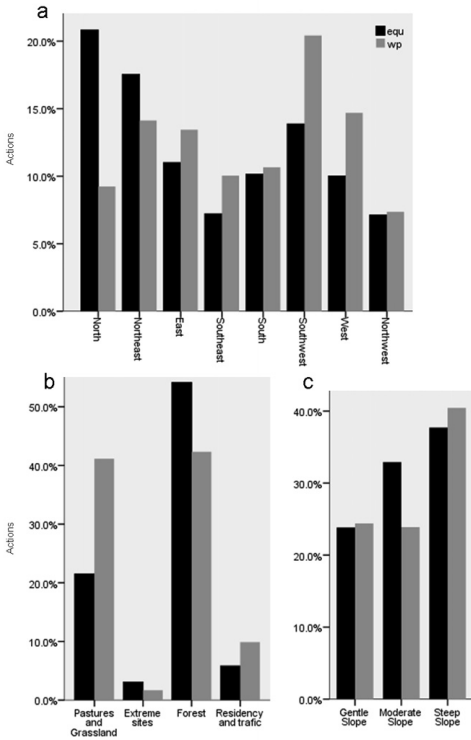 a
20.0%
15.0%
10.0%
5.0%
0.0%
Actions
equ
wp
North
Northeast
East
Southeast
South
Southwest
West
Northwest
b
50.0%
40.0%
30.0%
20.0%
10.0%
0.0%
Actions
Pastures and
Grassland
Extreme
sites
Forest
Residency
and trafic
c
40.0%
30.0%
20.0%
10.0%
0.0%
Gentle
Slope
Moderate
Slope
Steep
Slope